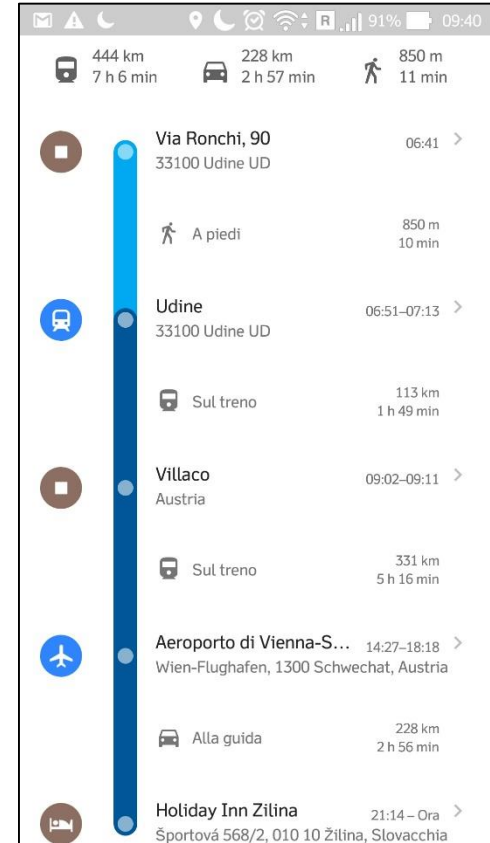 R 91% 09:40
444 km 228 km 850 m
7 h 6 min 2 h 57 min 11 min
Via Ronchi, 90 06:41
33100 Udine UD
A piedi 850 m
10 min
Udine 06:51–07:13
33100 Udine UD
Sul treno 113 km
1 h 49 min
Villaco 09:02–09:11
Austria
Sul treno 331 km
5 h 16 min
Aeroporto di Vienna-S... 14:27–18:18
Wien-Flughafen, 1300 Schwechat, Austria
Alla guida 228 km
2 h 56 min
Holiday Inn Zilina 21:14 – Ora
Športová 568/2, 010 10 Žilina, Slovacchia